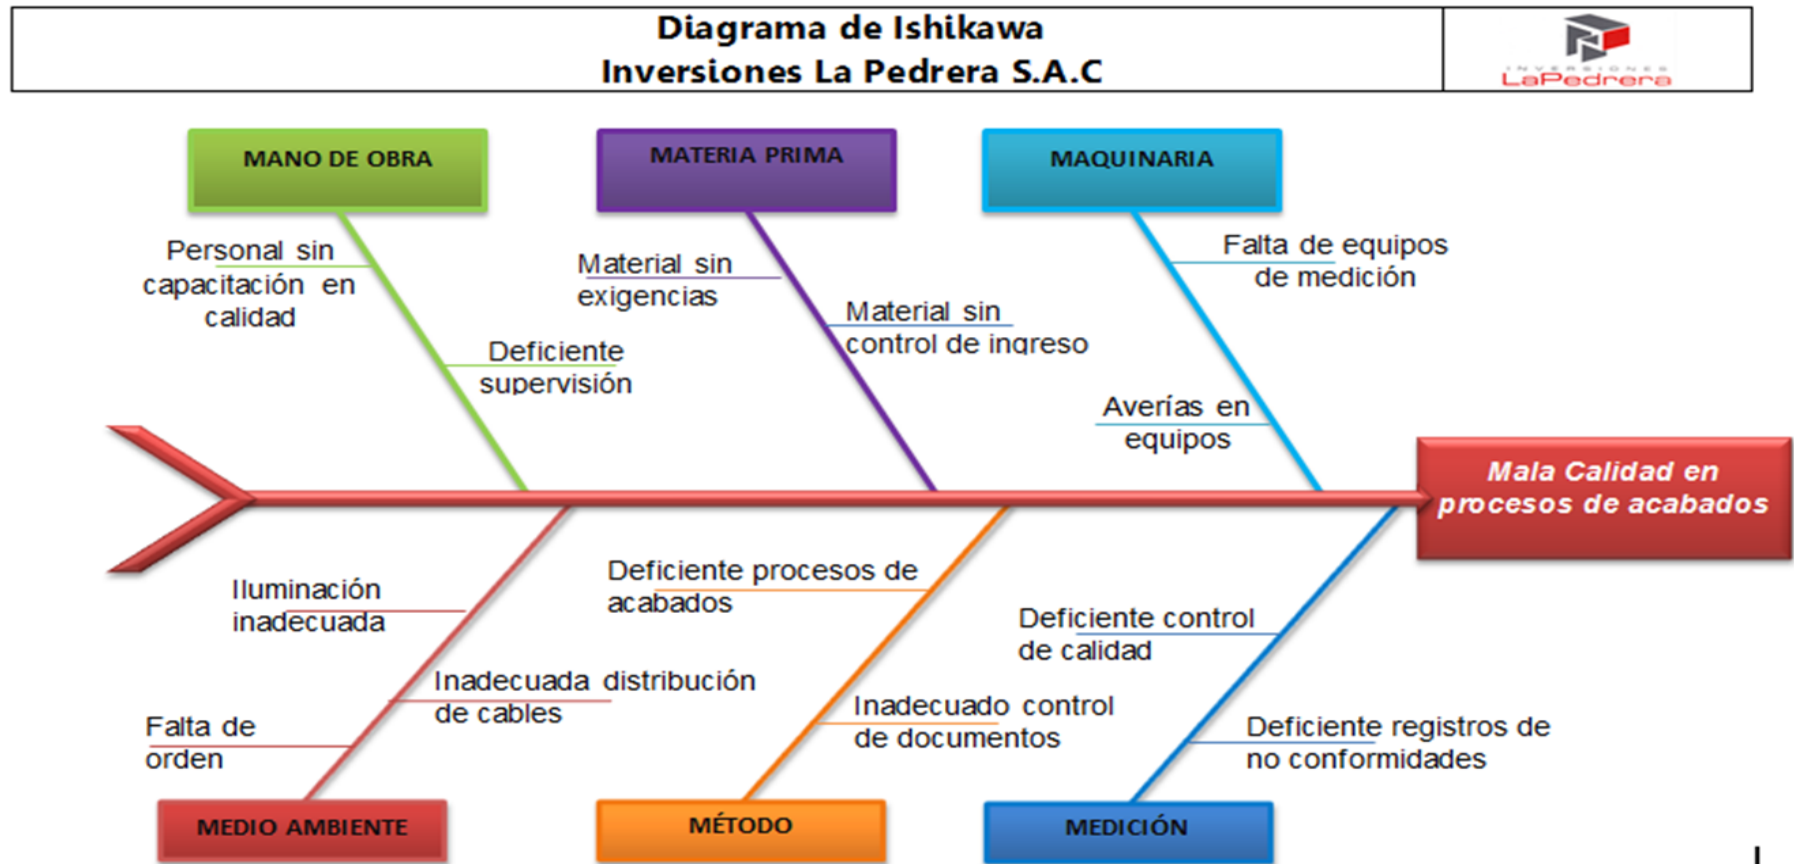 Diagrama de Ishikawa
Inversiones La Pedrera S.A.C
INVERSIONES
LaPedrera
MANO DE OBRA
MATERIA PRIMA
MAQUINARIA
Personal sin
capacitación en
calidad
Deficiente
supervisión
Material sin
exigencias
Material sin
control de ingreso
Falta de equipos
de medición
Averías en
equipos
Mala Calidad en
procesos de acabados
Iluminación
inadecuada
Inadecuada distribución
de cables
Falta de
orden
Deficiente procesos de
acabados
Inadecuado control
de documentos
Deficiente control
de calidad
Deficiente registros de
no conformidades
MEDIO AMBIENTE
MÉTODO
MEDICIÓN